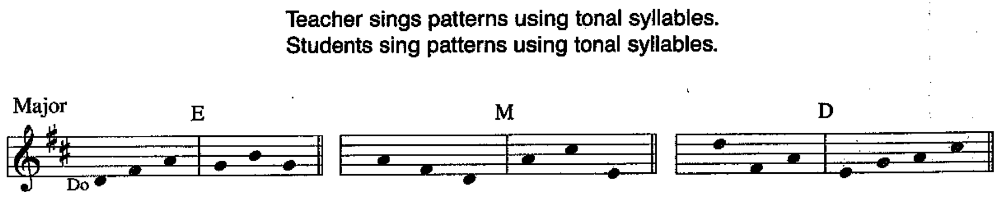 Teacher sings patterns using tonal syllables.
Students sing patterns using tonal syllables.
Major
E
M
D
Do